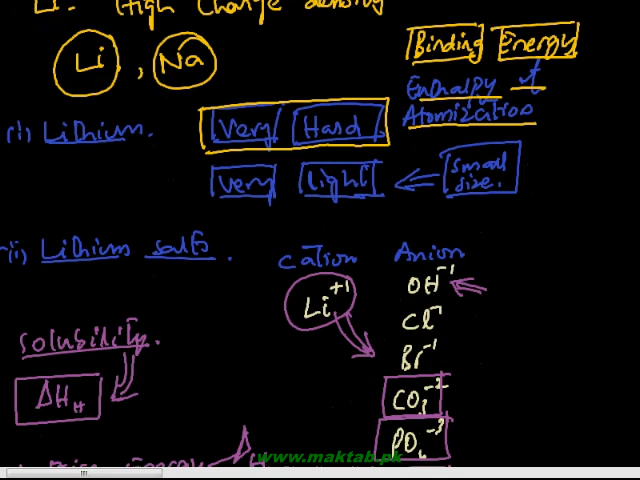 Li: High Charge density
Li , Na
Binding Energy
Enthalpy of
Atomization
(i) Lithium. Very Hard
Very light
Small
size.
(ii) Lithium salts.
Cation Anion
Li+1
OH-1
Cl-
Br-1
CO3-2
PO4-3
solubility.
ΔHH
Energy
Δ H
www.maktab.pk